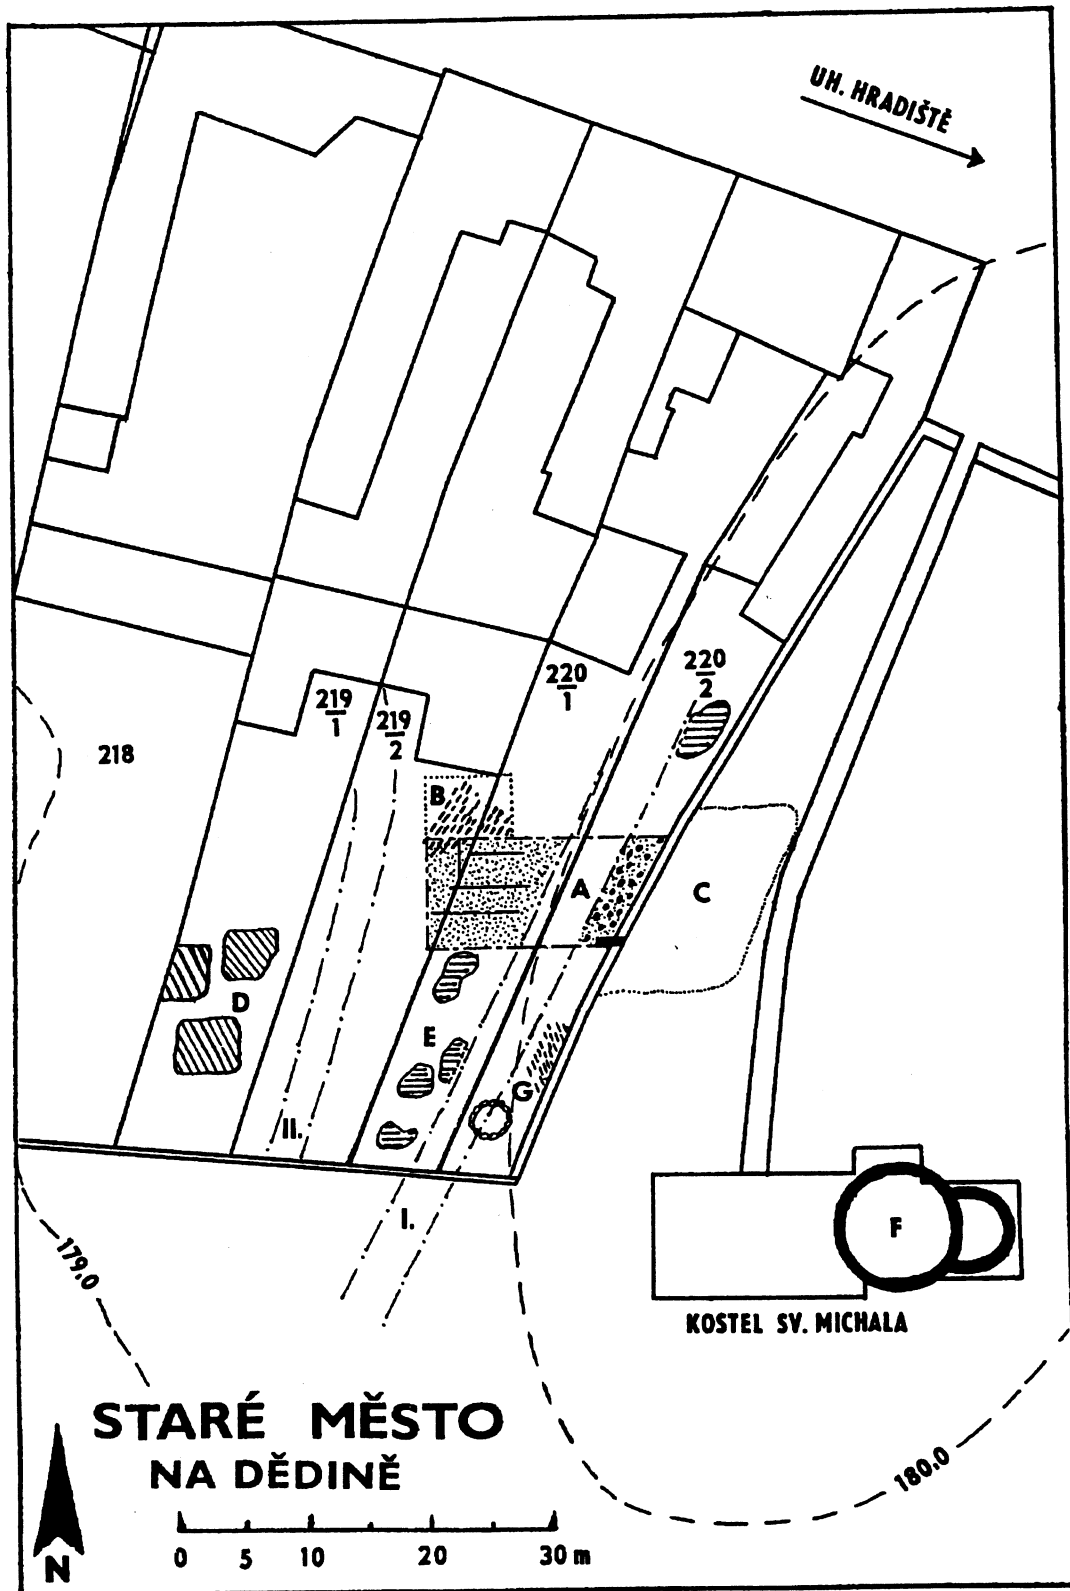 UH. HRADIŠTĚ
220
1
220
2
219
1
219
2
218
B
A
C
D
E
G
II.
I.
F
KOSTEL SV. MICHALA
179,0
180,0
STARÉ MĚSTO
NA DĚDINĚ
N
0 5 10 20 30 m